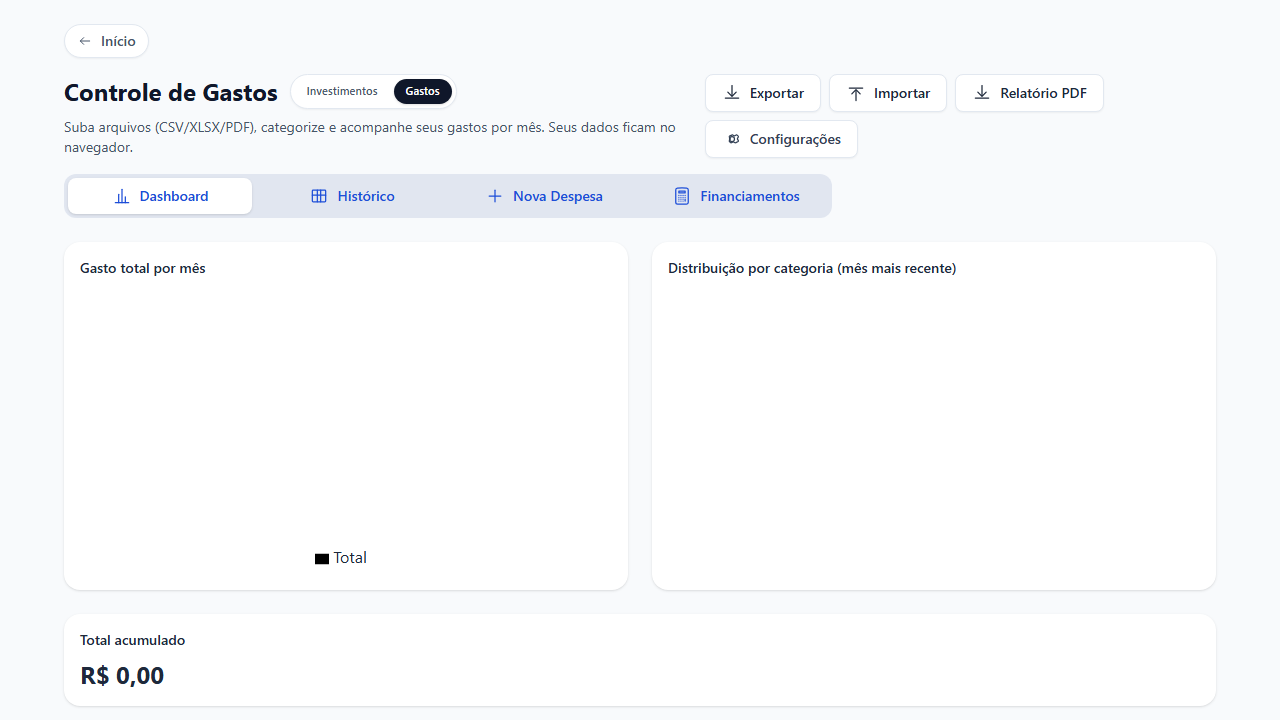 Início
Controle de Gastos
Investimentos
Gastos
Suba arquivos (CSV/XLSX/PDF), categorize e acompanhe seus gastos por mês. Seus dados ficam no
navegador.
Exportar
Importar
Relatório PDF
Configurações
Dashboard
Histórico
Nova Despesa
Financiamentos
Gasto total por mês
Total
Distribuição por categoria (mês mais recente)
Total acumulado
R$ 0,00